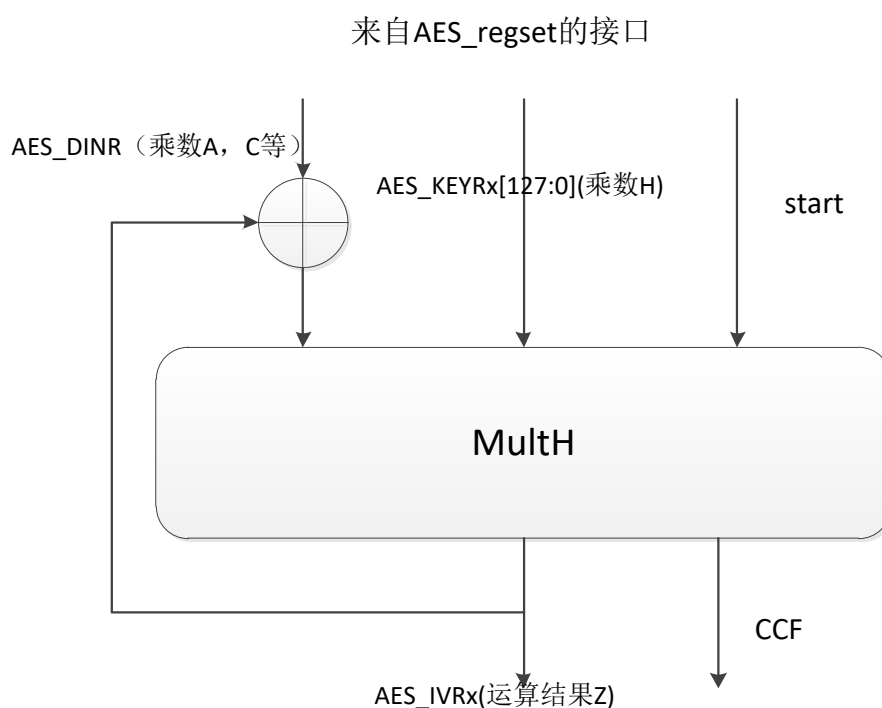 来自AES_regset的接口
AES_DINR（乘数A，C等）
AES_KEYRx[127:0](乘数H)
start
MultH
CCF
AES_IVRx(运算结果Z)